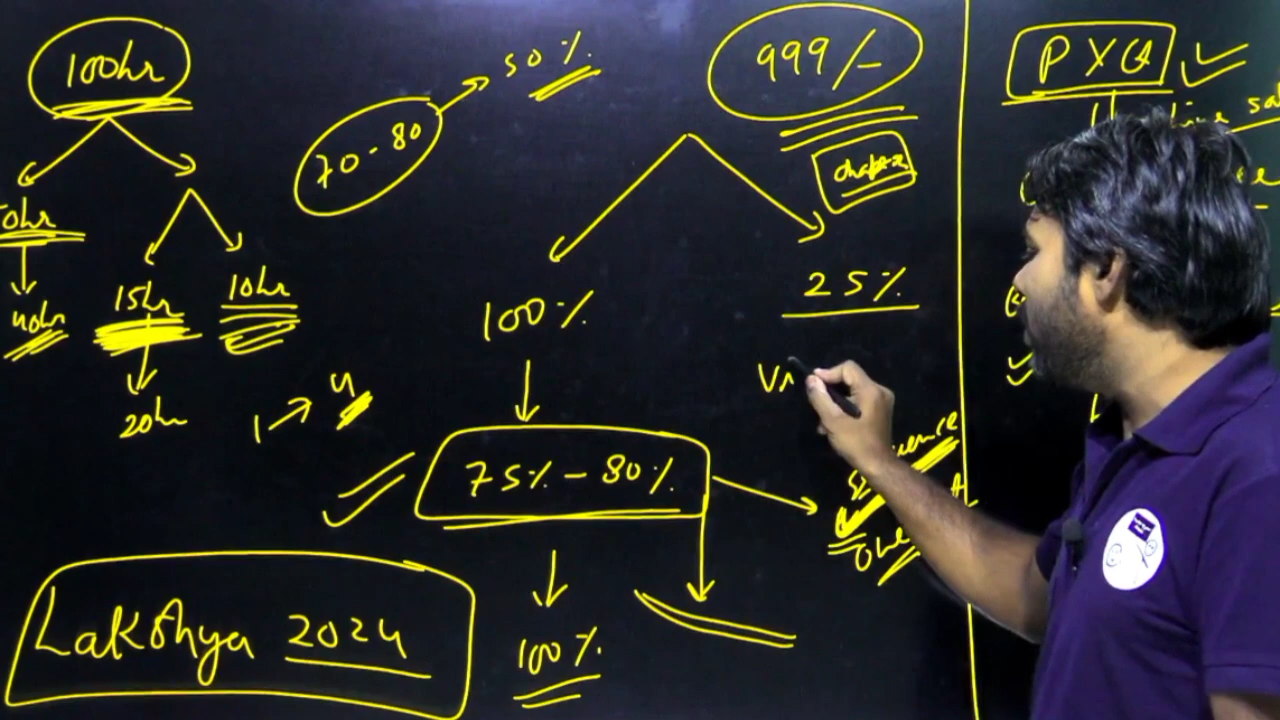 100hr
50%
70-80
999/-
PYQ
chapter
40hr
15hr
10hr
20hr
1 → 4
100%
25%
75% - 80%
100%
Lakshya 2024